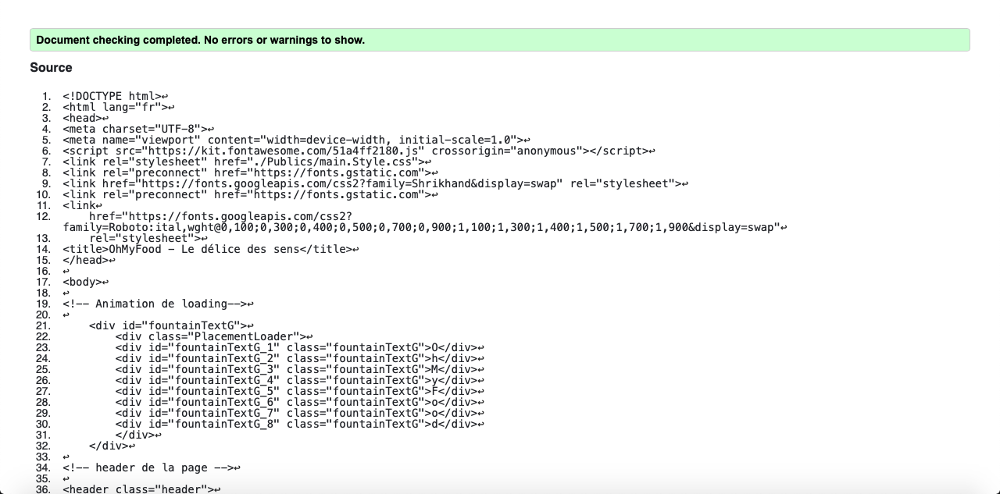 Document checking completed. No errors or warnings to show.
Source
1. <!DOCTYPE html>↩
2. <html lang="fr">↩
3. <head>↩
4. <meta charset="UTF-8">↩
5. <meta name="viewport" content="width=device-width, initial-scale=1.0">↩
6. <script src="https://kit.fontawesome.com/51a4ff2180.js" crossorigin="anonymous"></script>↩
7. <link rel="stylesheet" href="./Publics/main.Style.css">↩
8. <link rel="preconnect" href="https://fonts.gstatic.com">↩
9. <link href="https://fonts.googleapis.com/css2?family=Shrikhand&display=swap" rel="stylesheet">↩
10. <link rel="preconnect" href="https://fonts.gstatic.com">↩
11. <link↩
12.     href="https://fonts.googleapis.com/css2?
family=Roboto:ital,wght@0,100;0,300;0,400;0,500;0,700;0,900;1,100;1,300;1,400;1,500;1,700;1,900&display=swap"↩
13.     rel="stylesheet">↩
14. <title>OhMyFood – Le délice des sens</title>↩
15. </head>↩
16. ↩
17. <body>↩
18. ↩
19. <!-- Animation de loading-->↩
20. ↩
21.     <div id="fountainTextG">↩
22.         <div class="PlacementLoader">↩
23.         <div id="fountainTextG_1" class="fountainTextG">O</div>↩
24.         <div id="fountainTextG_2" class="fountainTextG">h</div>↩
25.         <div id="fountainTextG_3" class="fountainTextG">M</div>↩
26.         <div id="fountainTextG_4" class="fountainTextG">y</div>↩
27.         <div id="fountainTextG_5" class="fountainTextG">F</div>↩
28.         <div id="fountainTextG_6" class="fountainTextG">o</div>↩
29.         <div id="fountainTextG_7" class="fountainTextG">o</div>↩
30.         <div id="fountainTextG_8" class="fountainTextG">d</div>↩
31.         </div>↩
32.     </div>↩
33. ↩
34. <!-- header de la page -->↩
35. ↩
36. <header class="header">↩